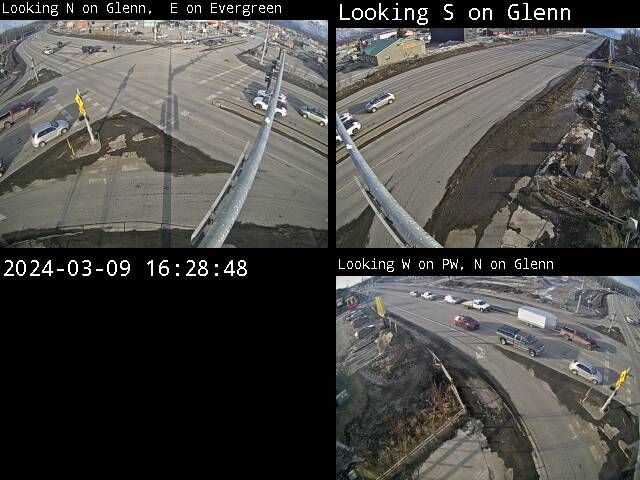 Looking N on Glenn,  E on Evergreen
Looking S on Glenn
2024-03-09 16:28:48
Looking W on PW, N on Glenn